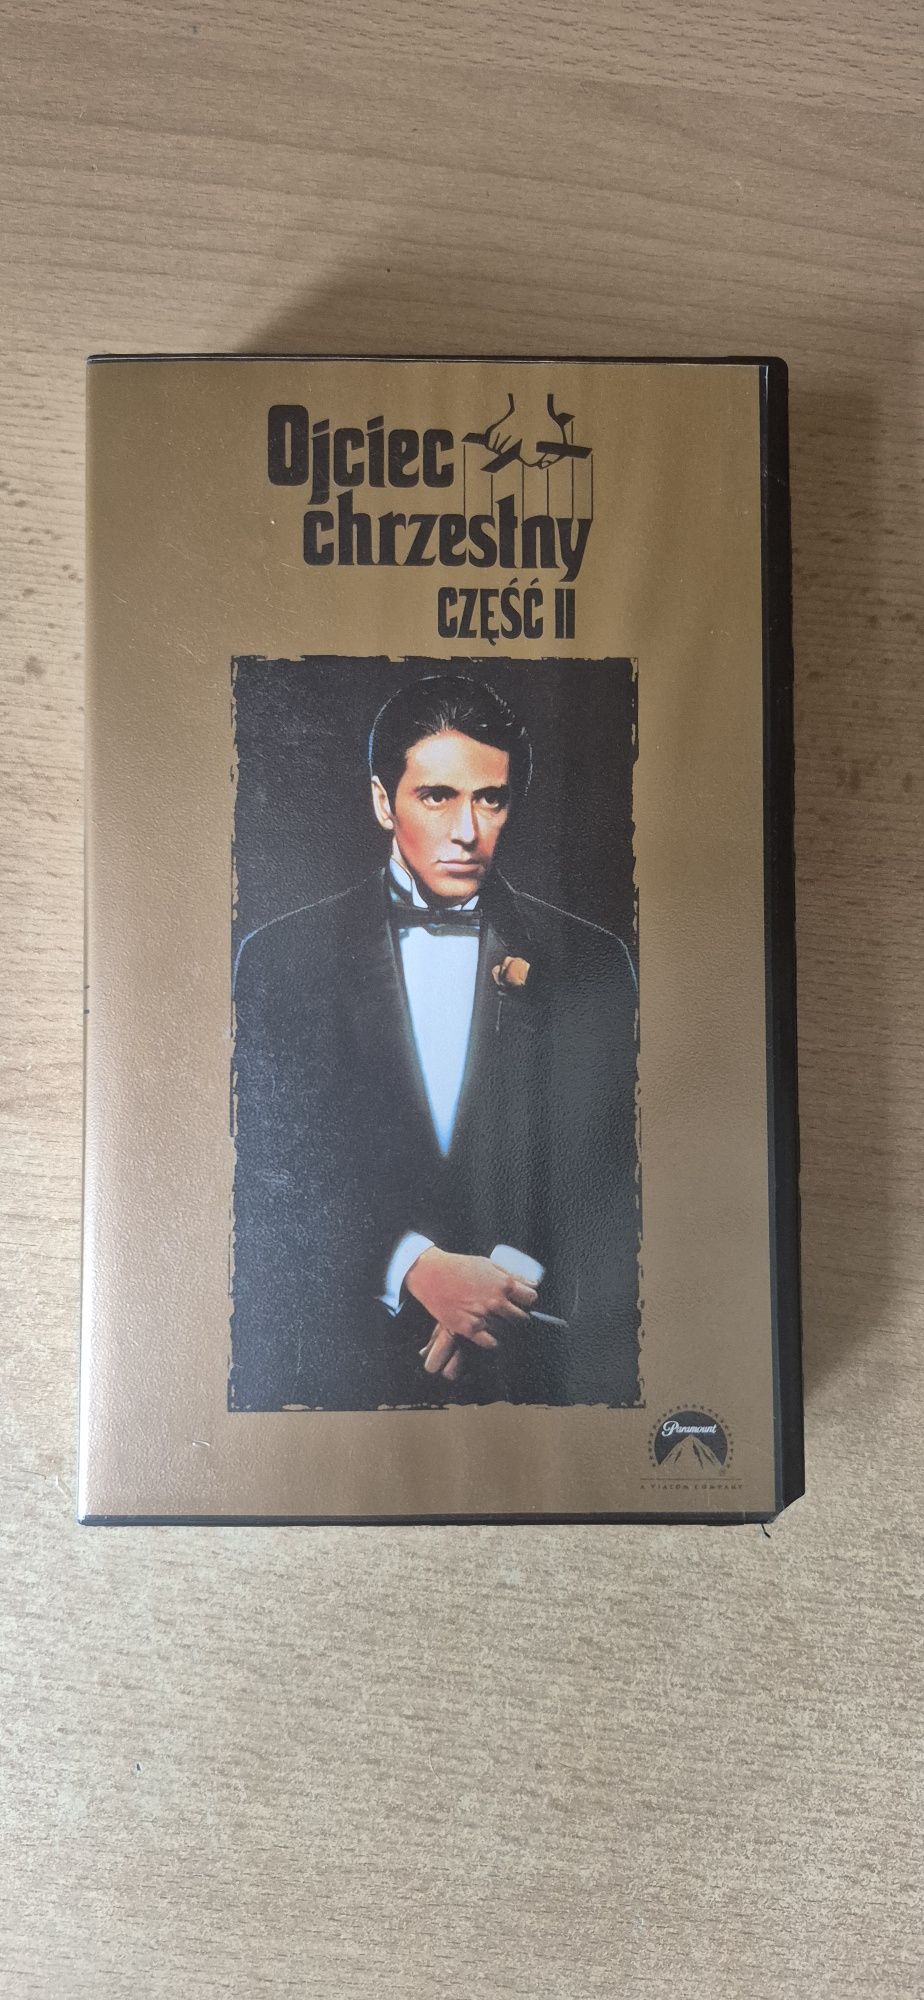 Ojciec
chrzestny
CZĘŚĆ II
Paramount
A VIACOM COMPANY